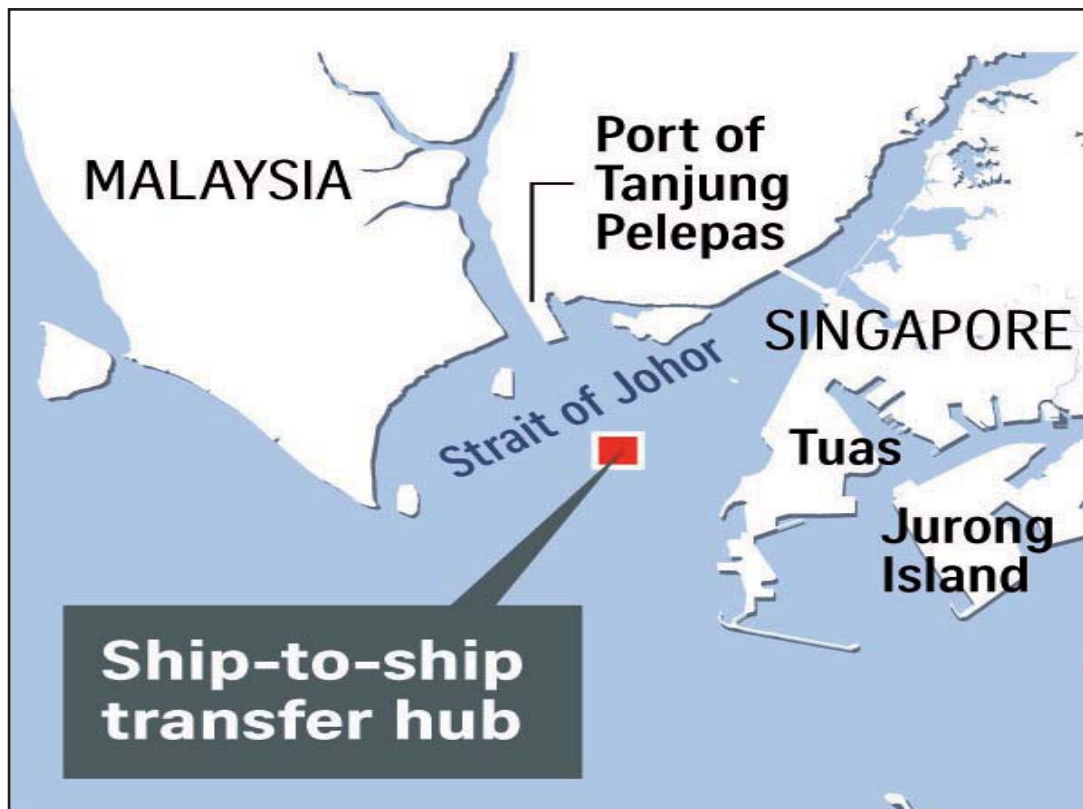 MALAYSIA
Port of
Tanjung
Pelepas
SINGAPORE
Strait of Johor
Tuas
Jurong
Island
Ship-to-ship
transfer hub